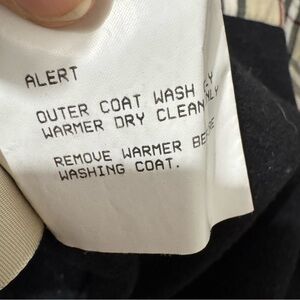 ALERT
OUTER COAT WASH
WARMER DRY CLEAN
REMOVE WARMER
WASHING COAT.